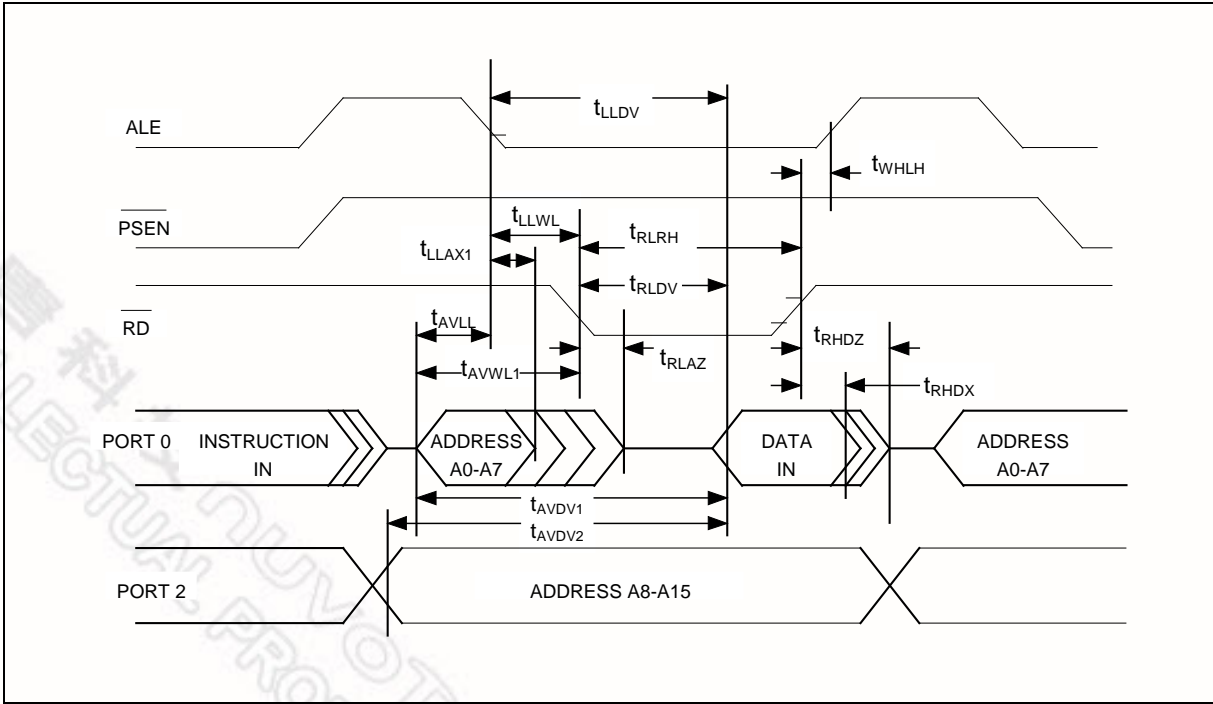 ALE
tLLDV
tWHLH
PSEN
tLLWL
tRLRH
tLLAX1
tRLDV
RD
tAVLL
tRHDZ
tAVWL1
tRLAZ
tRHDX
PORT 0
INSTRUCTION
IN
ADDRESS
A0-A7
DATA
IN
ADDRESS
A0-A7
tAVDV1
tAVDV2
PORT 2
ADDRESS A8-A15